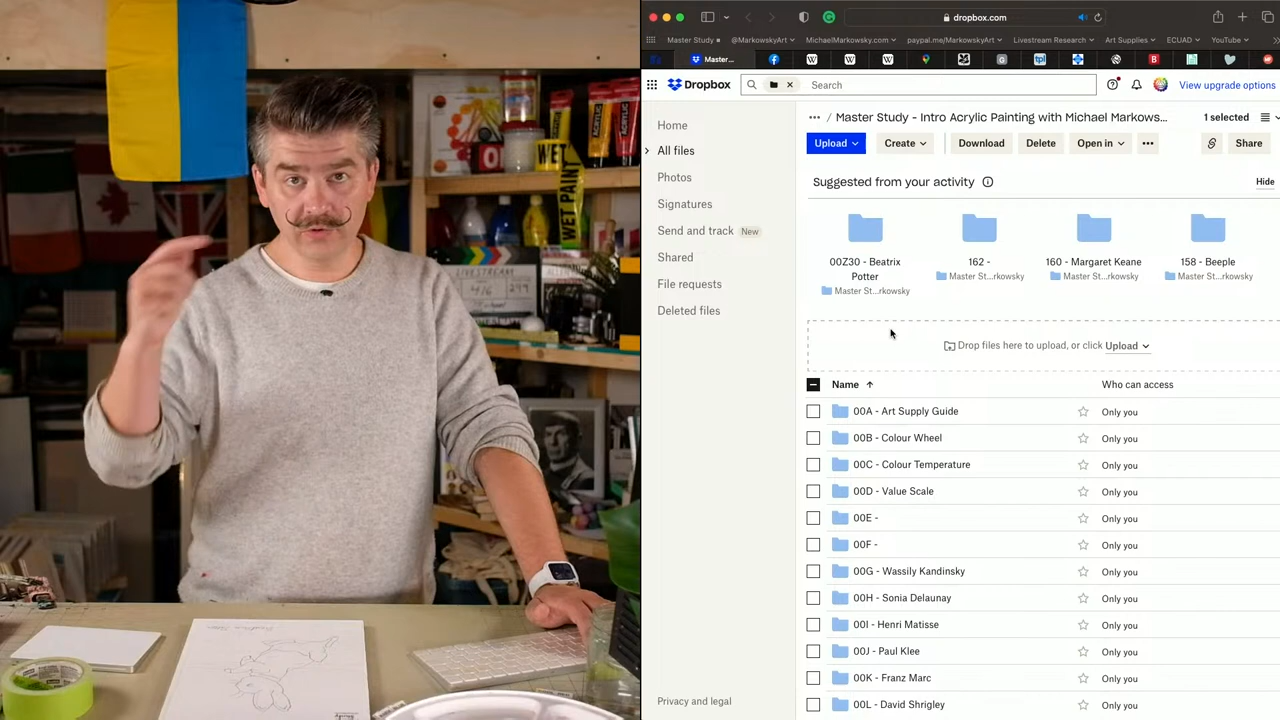 WET
WET PAINT
ACRYLIC
ACRYLIC
LIVESTREAM
4/16
299
dropbox.com
Master Study
@MarkowskyArt
MichaelMarkowsky.com
paypal.me/MarkowskyArt
Livestream Research
Art Supplies
ECUAD
YouTube
Master...
tpl
Dropbox
Search
View upgrade options
... / Master Study - Intro Acrylic Painting with Michael Markows...
1 selected
Home
All files
Photos
Signatures
Send and track New
Shared
File requests
Deleted files
Privacy and legal
Upload
Create
Download
Delete
Open in
Share
Suggested from your activity
Hide
00Z30 - Beatrix
Potter
Master St...rkowsky
162 -
Master St...rkowsky
160 - Margaret Keane
Master St...rkowsky
158 - Beeple
Master St...rkowsky
Drop files here to upload, or click Upload
Name
Who can access
00A - Art Supply Guide Only you
00B - Colour Wheel Only you
00C - Colour Temperature Only you
00D - Value Scale Only you
00E - Only you
00F - Only you
00G - Wassily Kandinsky Only you
00H - Sonia Delaunay Only you
00I - Henri Matisse Only you
00J - Paul Klee Only you
00K - Franz Marc Only you
00L - David Shrigley Only you